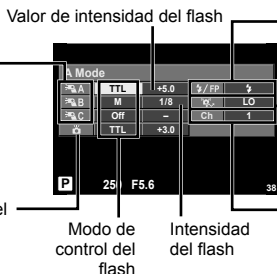 Valor de intensidad del flash
A Mode
A TTL +5.0 ⚡/FP ⚡
B M 1/8 LO
C Off – Ch 1
TTL +3.0
P 250 F5.6 38
el
Modo de control del flash
Intensidad del flash